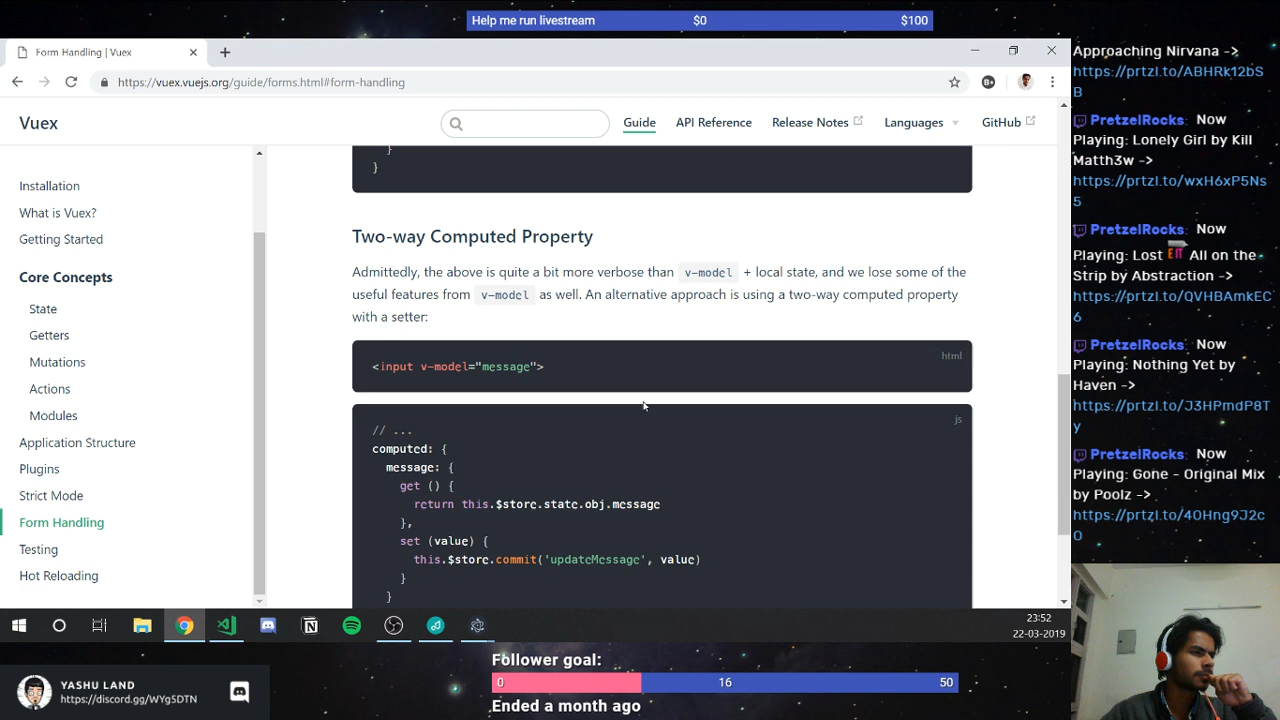 Help me run livestream $0 $100
Form Handling | Vuex
https://vuex.vuejs.org/guide/forms.html#form-handling
Vuex
Guide API Reference Release Notes Languages GitHub
Installation
What is Vuex?
Getting Started
Core Concepts
State
Getters
Mutations
Actions
Modules
Application Structure
Plugins
Strict Mode
Form Handling
Testing
Hot Reloading
}
}
Two-way Computed Property
Admittedly, the above is quite a bit more verbose than v-model + local state, and we lose some of the
useful features from v-model as well. An alternative approach is using a two-way computed property
with a setter:
html
<input v-model="message">
js
// ...
computed: {
message: {
get () {
return this.$store.state.obj.message
},
set (value) {
this.$store.commit('updateMessage', value)
}
}
23:52
22-03-2019
Approaching Nirvana ->
https://prtzl.to/ABHRk12bS
B
PretzelRocks: Now
Playing: Lonely Girl by Kill
Matth3w ->
https://prtzl.to/wxH6xP5Ns
5
PretzelRocks: Now
Playing: Lost EIT All on the
Strip by Abstraction ->
https://prtzl.to/QVHBAmkEC
6
PretzelRocks: Now
Playing: Nothing Yet by
Haven ->
https://prtzl.to/J3HPmdP8T
y
PretzelRocks: Now
Playing: Gone - Original Mix
by Poolz ->
https://prtzl.to/4OHng9J2c
O
YASHU LAND
https://discord.gg/WYg5DTN
Follower goal:
0 16 50
Ended a month ago